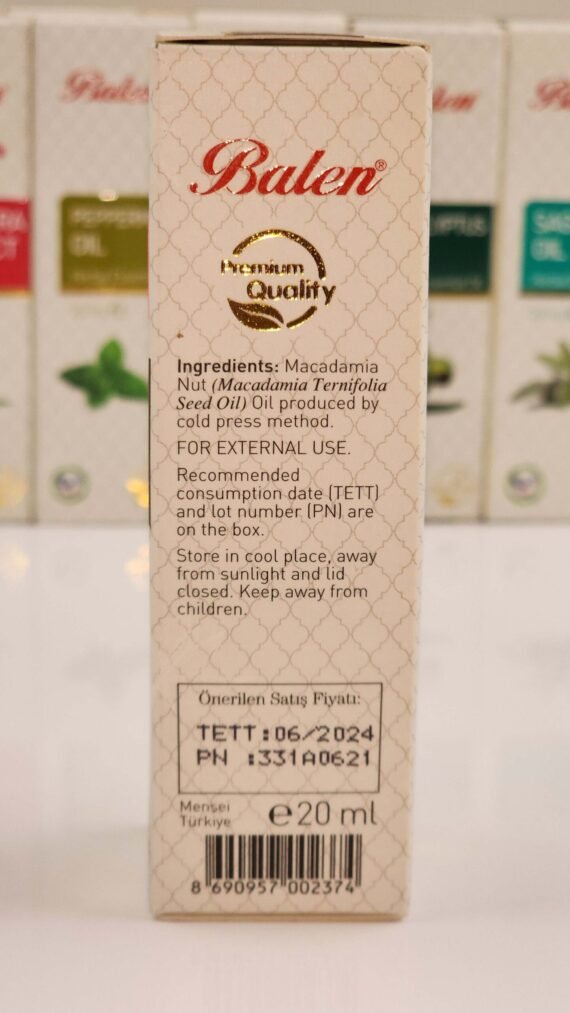 Balen®
Premium
Quality
Ingredients: Macadamia
Nut (Macadamia Ternifolia
Seed Oil) Oil produced by
cold press method.
FOR EXTERNAL USE.
Recommended
consumption date (TETT)
and lot number (PN) are
on the box.
Store in cool place, away
from sunlight and lid
closed. Keep away from
children.
Önerilen Satış Fiyatı:
TETT:06/2024
PN :331A0621
Menşei
Türkiye
℮20 ml
8 690957 002374
Balen
OIL
OIL